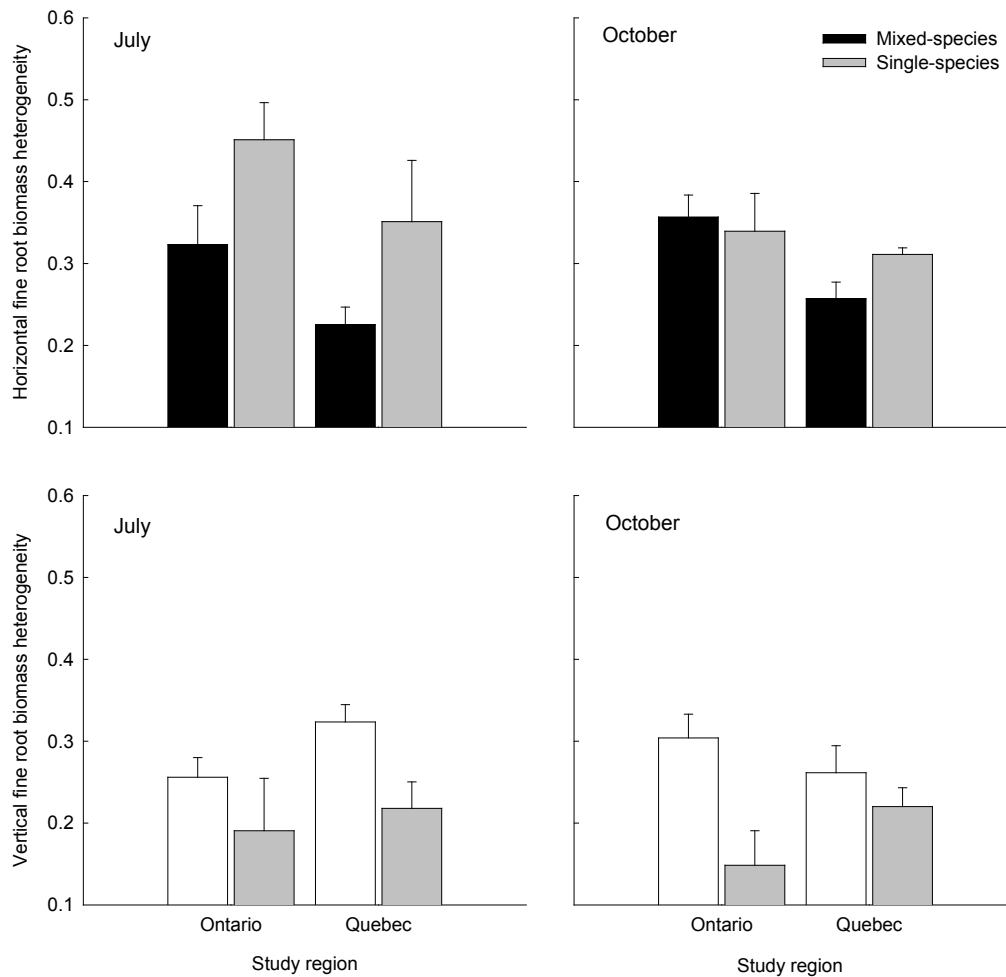 Horizontal fine root biomass heterogeneity
0.6
0.5
0.4
0.3
0.2
0.1
July
October
Mixed-species
Single-species
Vertical fine root biomass heterogeneity
0.6
0.5
0.4
0.3
0.2
0.1
July
October
Ontario
Quebec
Study region
Ontario
Quebec
Study region